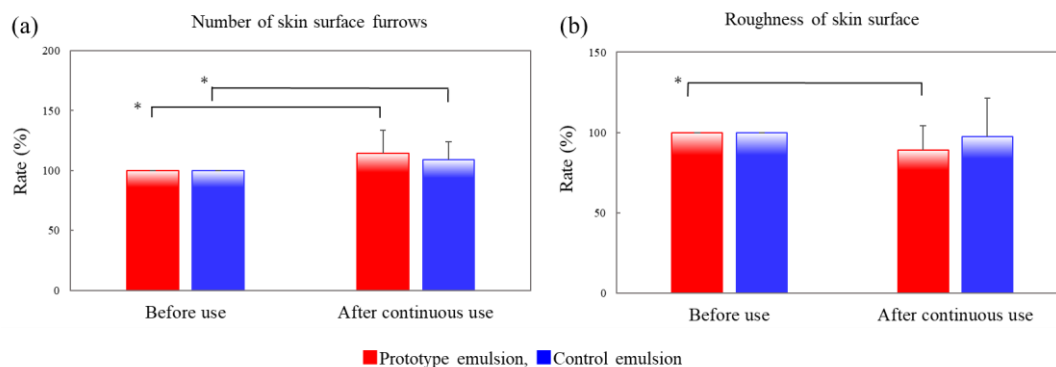 (a)
Number of skin surface furrows
Rate (%)
200
150
100
50
0
*
*
Before use
After continuous use
(b)
Roughness of skin surface
Rate (%)
150
100
50
0
*
Before use
After continuous use
Prototype emulsion, Control emulsion